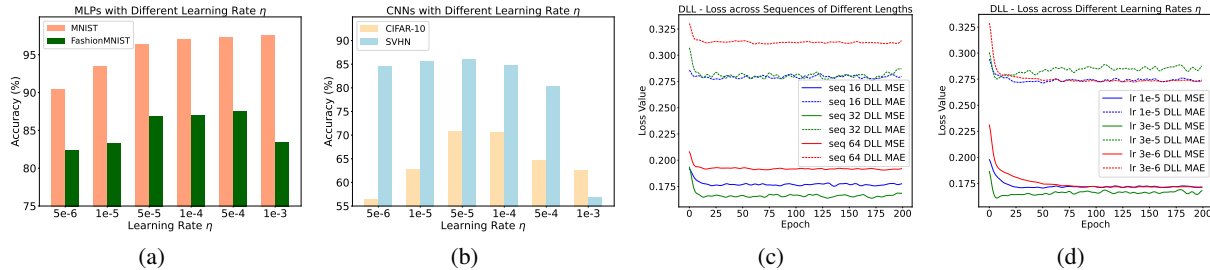 MLPs with Different Learning Rate η
MNIST
FashionMNIST
Accuracy (%)
95
90
85
80
75
5e-6 1e-5 5e-5 1e-4 5e-4 1e-3
Learning Rate η
(a)
CNNs with Different Learning Rate η
CIFAR-10
SVHN
Accuracy (%)
90
85
80
75
70
65
60
55
5e-6 1e-5 5e-5 1e-4 5e-4 1e-3
Learning Rate η
(b)
DLL - Loss across Sequences of Different Lengths
Loss Value
0.325
0.300
0.275
0.250
0.225
0.200
0.175
seq 16 DLL MSE
seq 16 DLL MAE
seq 32 DLL MSE
seq 32 DLL MAE
seq 64 DLL MSE
seq 64 DLL MAE
0 25 50 75 100 125 150 175 200
Epoch
(c)
DLL - Loss across Different Learning Rates η
Loss Value
0.325
0.300
0.275
0.250
0.225
0.200
0.175
lr 1e-5 DLL MSE
lr 1e-5 DLL MAE
lr 3e-5 DLL MSE
lr 3e-5 DLL MAE
lr 3e-6 DLL MSE
lr 3e-6 DLL MAE
0 25 50 75 100 125 150 175 200
Epoch
(d)